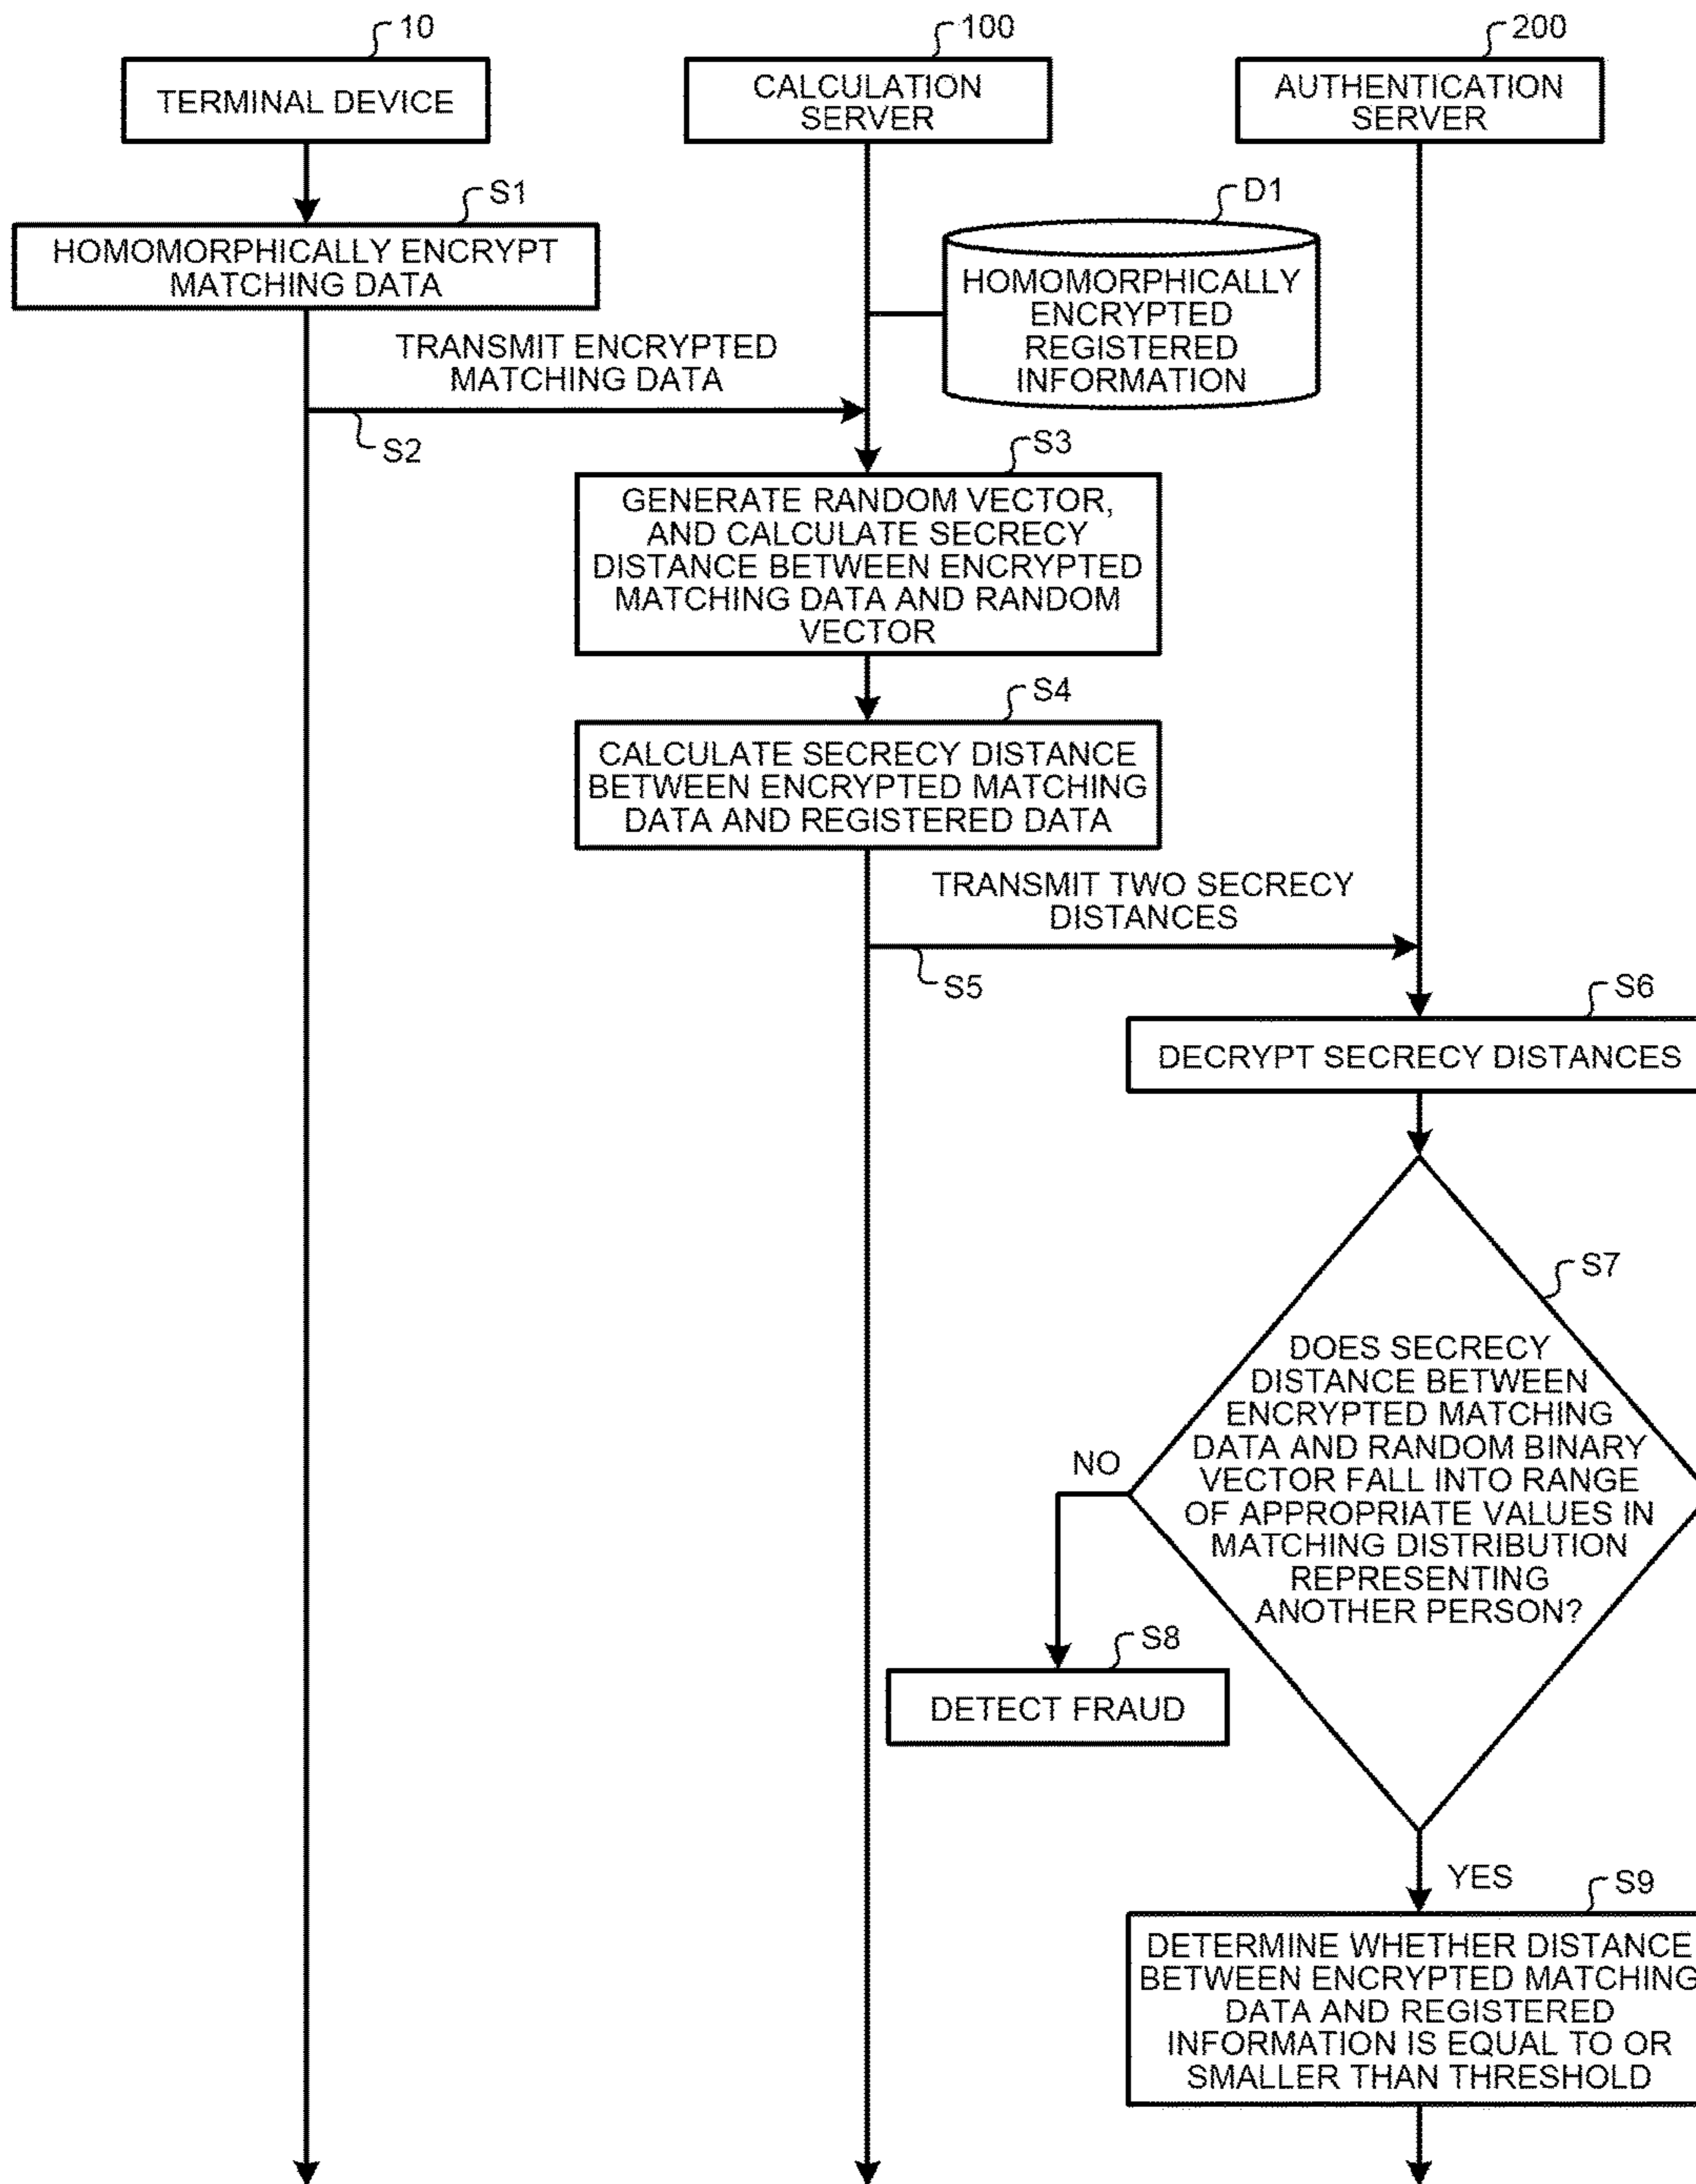 10
100
200
TERMINAL DEVICE
CALCULATION
SERVER
AUTHENTICATION
SERVER
S1
HOMOMORPHICALLY ENCRYPT
MATCHING DATA
D1
HOMOMORPHICALLY
ENCRYPTED
REGISTERED
INFORMATION
TRANSMIT ENCRYPTED
MATCHING DATA
S2
S3
GENERATE RANDOM VECTOR,
AND CALCULATE SECRECY
DISTANCE BETWEEN ENCRYPTED
MATCHING DATA AND RANDOM
VECTOR
S4
CALCULATE SECRECY DISTANCE
BETWEEN ENCRYPTED MATCHING
DATA AND REGISTERED DATA
TRANSMIT TWO SECRECY
DISTANCES
S5
S6
DECRYPT SECRECY DISTANCES
S7
DOES SECRECY
DISTANCE BETWEEN
ENCRYPTED MATCHING
DATA AND RANDOM BINARY
VECTOR FALL INTO RANGE
OF APPROPRIATE VALUES IN
MATCHING DISTRIBUTION
REPRESENTING
ANOTHER PERSON?
NO
S8
DETECT FRAUD
YES
S9
DETERMINE WHETHER DISTANCE
BETWEEN ENCRYPTED MATCHING
DATA AND REGISTERED
INFORMATION IS EQUAL TO OR
SMALLER THAN THRESHOLD